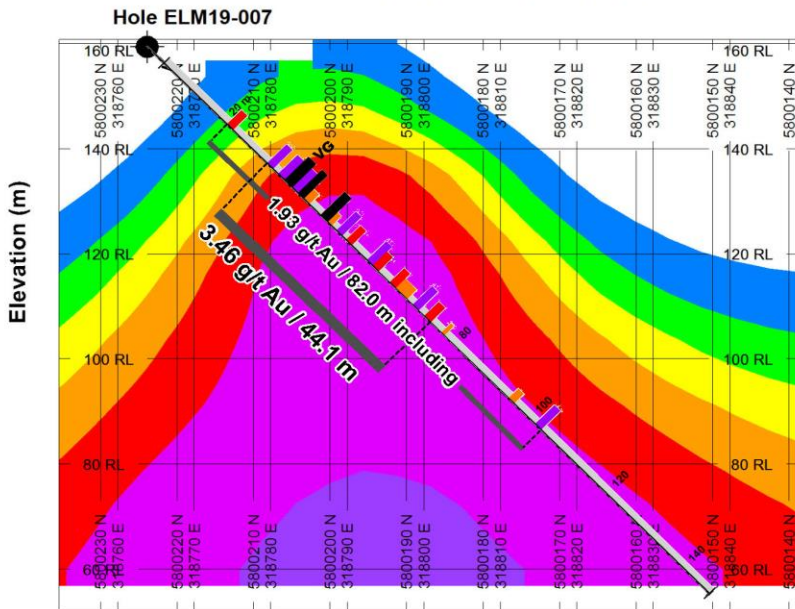 Hole ELM19-007
160 RL
160 RL
5800230 N
318760 E
5800220 N
5800210 N
318780 E
5800200 N
318790 E
5800190 N
318800 E
5800180 N
318810 E
5800170 N
318820 E
5800160 N
318830 E
5800150 N
318840 E
5800140 N
20
VG
140 RL
140 RL
120 RL
120 RL
Elevation (m)
1.93 g/t Au / 82.0 m including
3.46 g/t Au / 44.1 m
80
100 RL
100 RL
100
80 RL
80 RL
120
140
60 RL
60 RL
5800230 N
318760 E
5800220 N
318770 E
5800210 N
318780 E
5800200 N
318790 E
5800190 N
318800 E
5800180 N
318810 E
5800170 N
318820 E
5800160 N
318830 E
5800150 N
318840 E
5800140 N